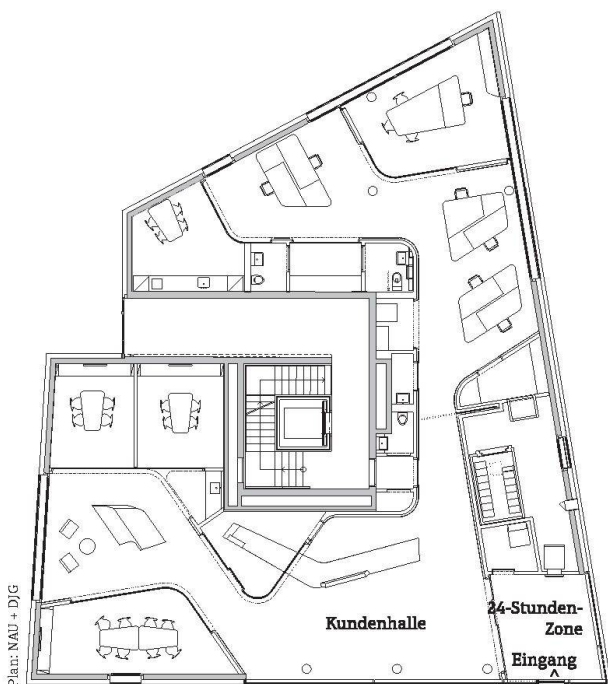 Kundenhalle
24-Stunden-
Zone
Eingang
Plan: NAU + DJG